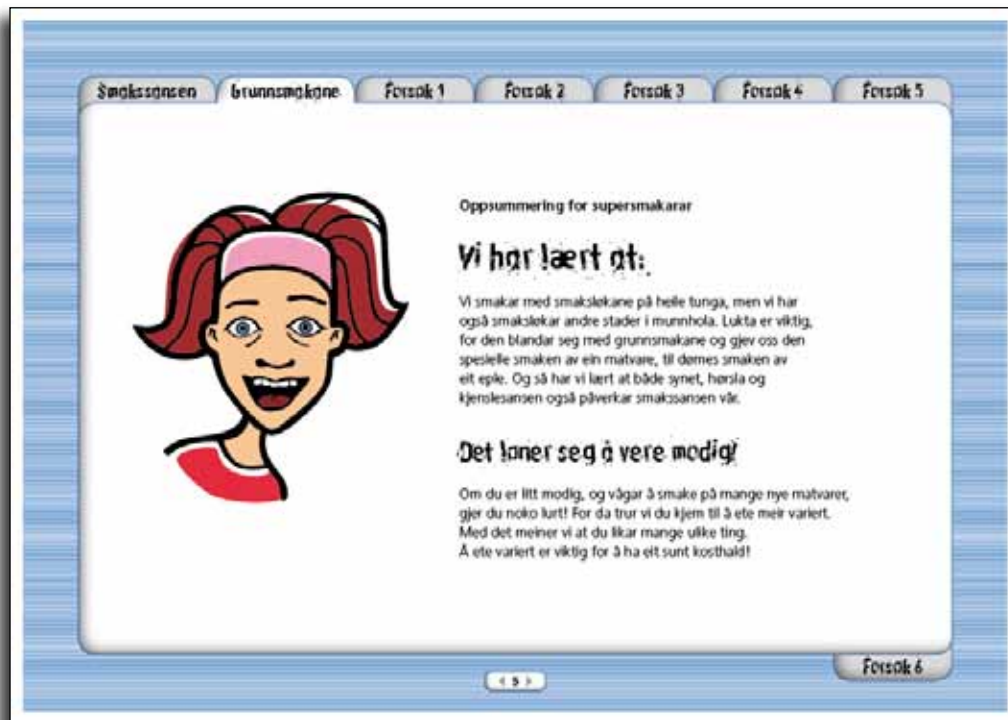 Smakssansen
Grunnsmakane
Forsøk 1
Forsøk 2
Forsøk 3
Forsøk 4
Forsøk 5
Oppsummering for supersmakarar
Vi har lært at:
Vi smakar med smaksløkane på heile tunga, men vi har
også smaksløkar andre stader i munnhola. Lukta er viktig,
for den blandar seg med grunnsmakane og gjev oss den
spesielle smaken av ein matvare, til dømes smaken av
eit eple. Og så har vi lært at både synet, hørsla og
kjenslesansen også påverkar smakssansen vår.
Det løner seg å vere modig!
Om du er litt modig, og vågar å smake på mange nye matvarer,
gjer du noko lurt! For da trur vi du kjem til å ete meir variert.
Med det meiner vi at du likar mange ulike ting.
Å ete variert er viktig for å ha eit sunt kosthald!
Forsøk 6